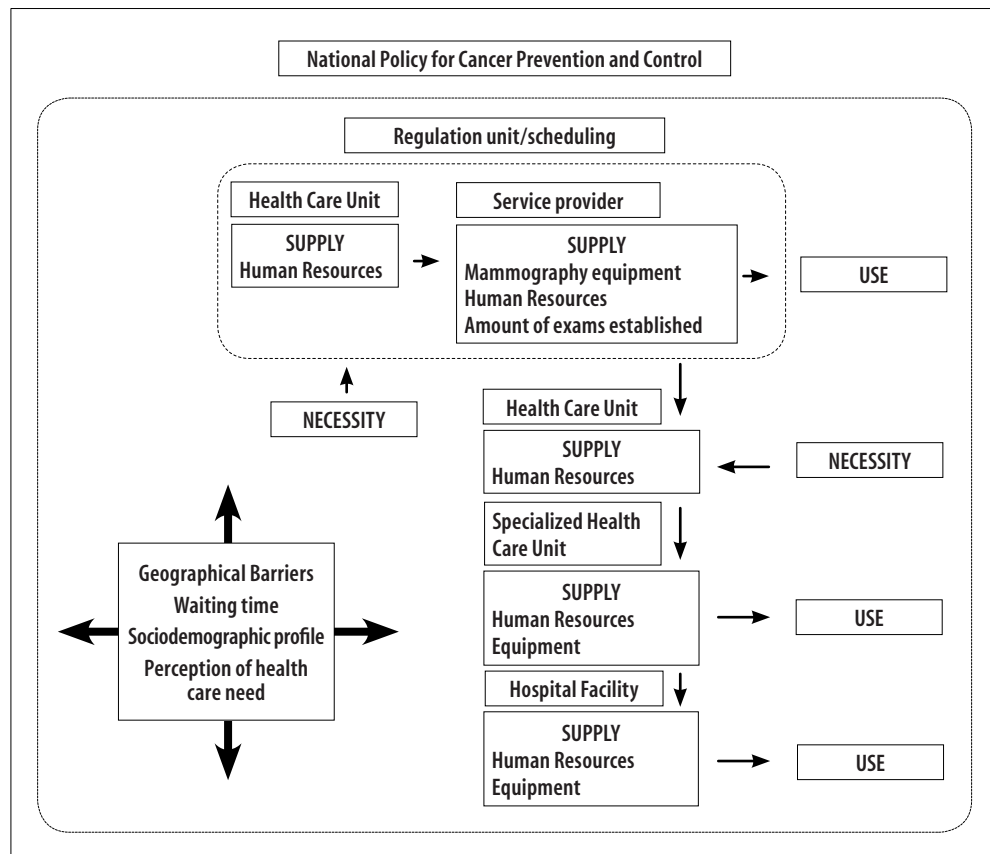 National Policy for Cancer Prevention and Control
Regulation unit/scheduling
Health Care Unit
SUPPLY
Human Resources
Service provider
SUPPLY
Mammography equipment
Human Resources
Amount of exams established
USE
NECESSITY
Health Care Unit
SUPPLY
Human Resources
NECESSITY
Specialized Health
Care Unit
SUPPLY
Human Resources
Equipment
USE
Hospital Facility
SUPPLY
Human Resources
Equipment
USE
Geographical Barriers
Waiting time
Sociodemographic profile
Perception of health
care need